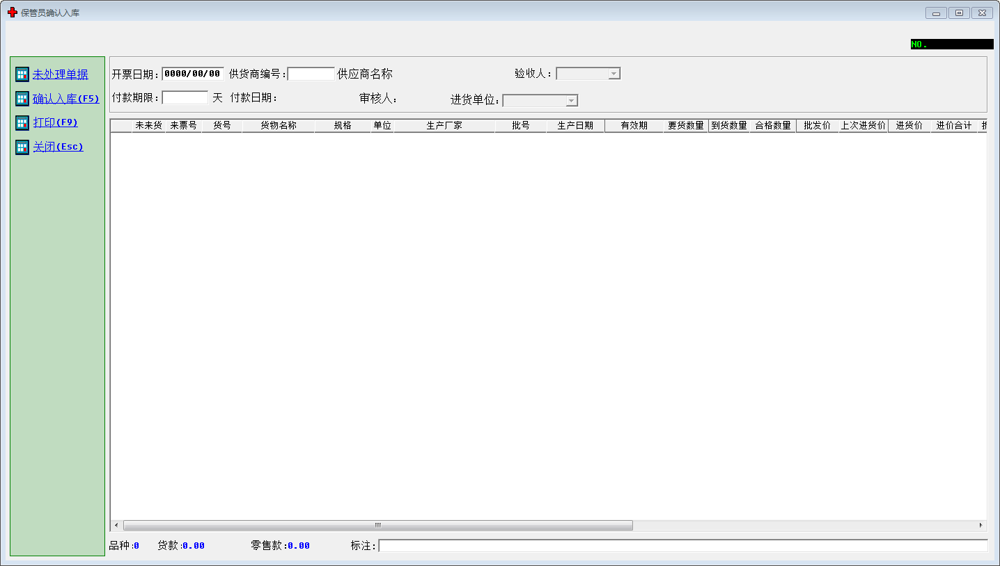 保管员确认入库
NO.
未处理单据
确认入库(F5)
打印(F9)
关闭(Esc)
开票日期: 0000/00/00 供货商编号: 供应商名称 验收人:
付款期限: 天 付款日期: 审核人: 进货单位:
未来货 来票号 货号 货物名称 规格 单位 生产厂家 批号 生产日期 有效期 要货数量 到货数量 合格数量 批发价 上次进货价 进货价 进价合计
品种:0 货款:0.00 零售款:0.00 标注: